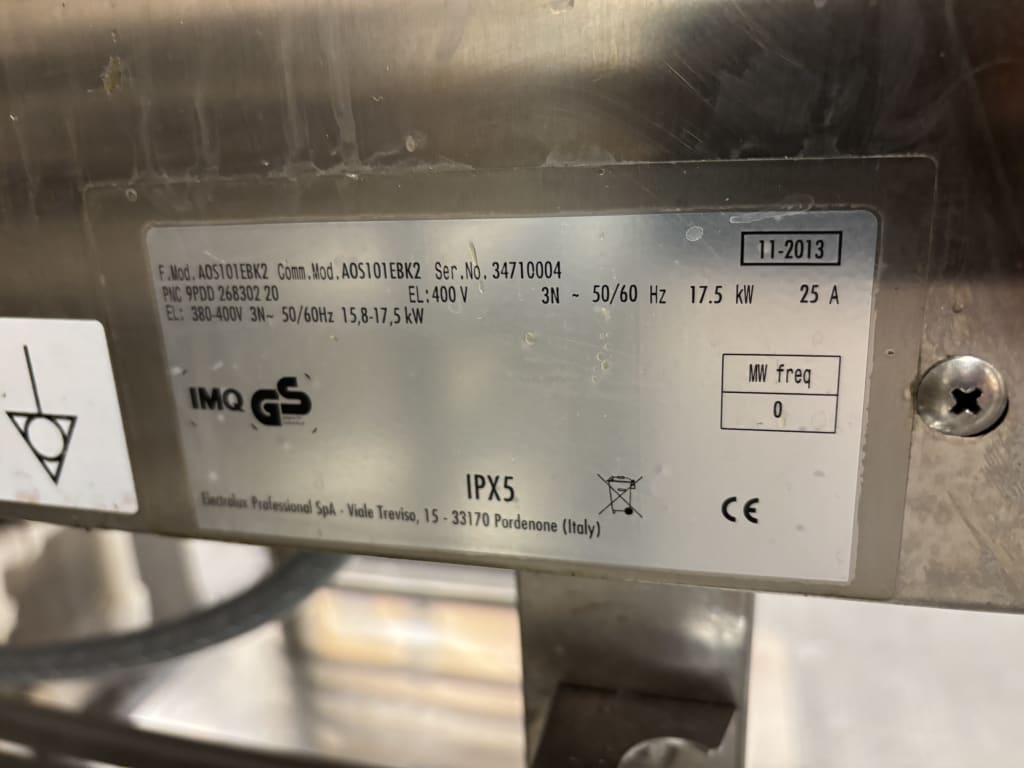 11-2013
F.Mod. AOS101EBK2 Comm.Mod. AOS101EBK2 Ser.No. 34710004
PNC 9PDD 268302 20 EL: 400 V 3N ~ 50/60 Hz 17.5 kW 25 A
EL: 380-400V 3N~ 50/60Hz 15,8-17,5 kW
MW freq
0
IMQ GS
IPX5
Electrolux Professional SpA - Viale Treviso, 15 - 33170 Pordenone (Italy)
CE